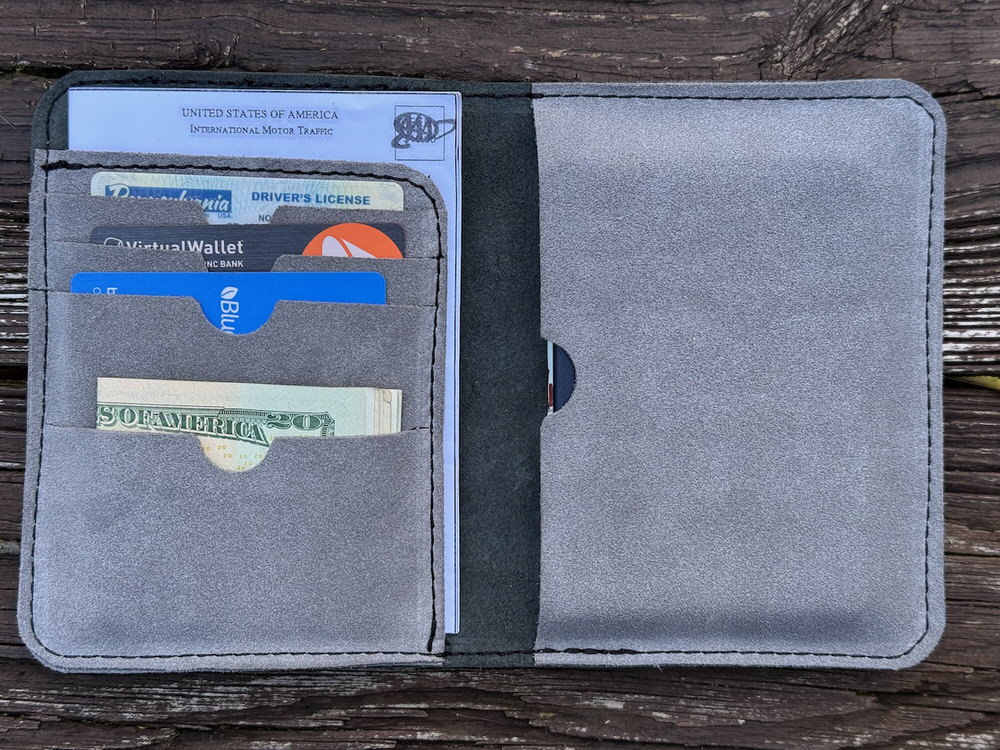 UNITED STATES OF AMERICA
INTERNATIONAL MOTOR TRAFFIC
AAA
Pennsylvania
USA
DRIVER'S LICENSE
NO
VirtualWallet
PNC BANK
Blu
S OF AMERICA 20